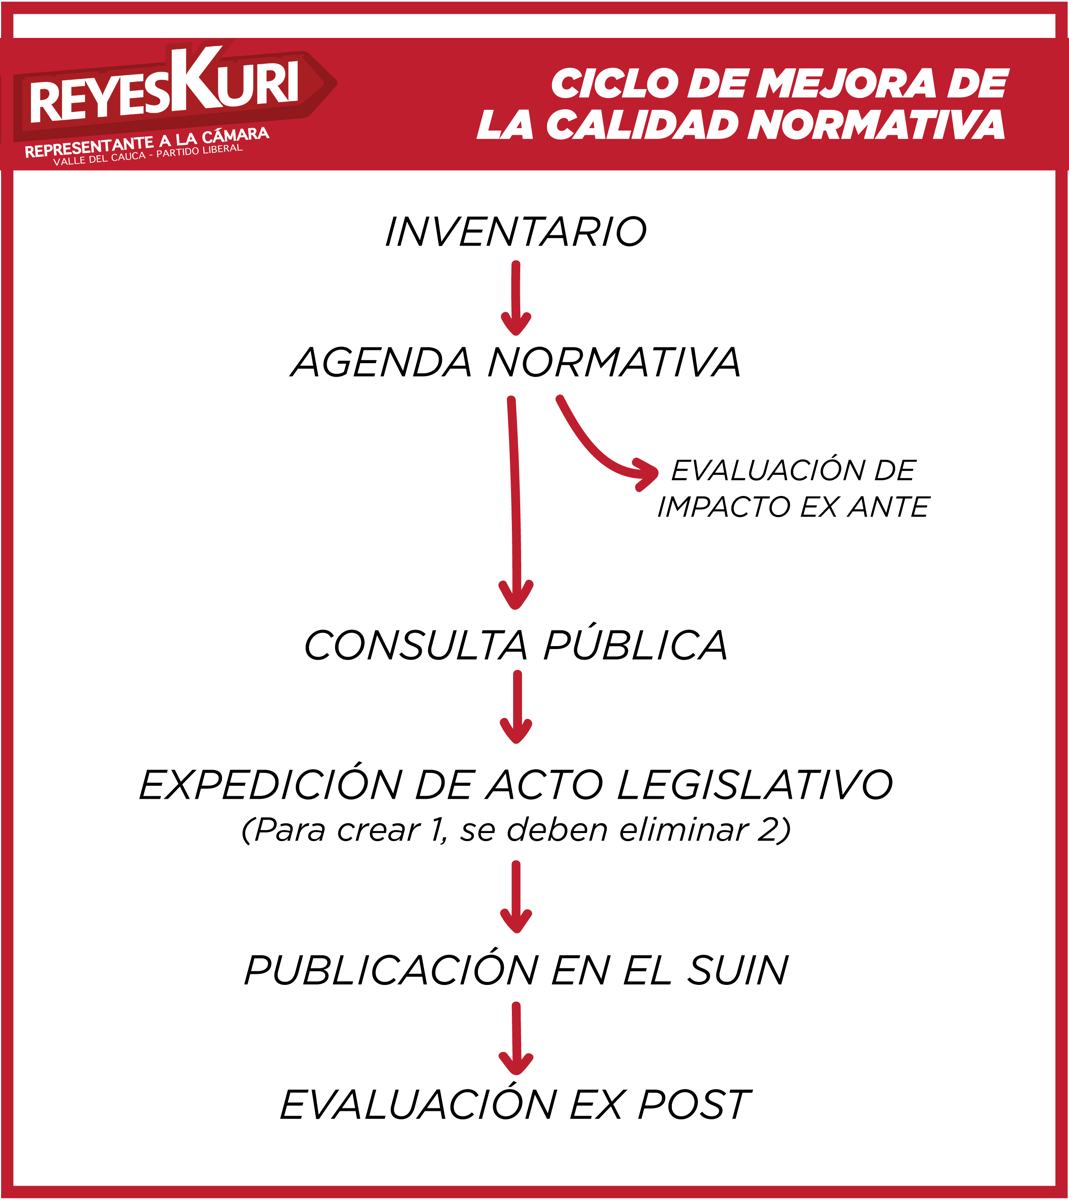 REYESKURI
REPRESENTANTE A LA CÁMARA
VALLE DEL CAUCA - PARTIDO LIBERAL
CICLO DE MEJORA DE
LA CALIDAD NORMATIVA
INVENTARIO
AGENDA NORMATIVA
EVALUACIÓN DE
IMPACTO EX ANTE
CONSULTA PÚBLICA
EXPEDICIÓN DE ACTO LEGISLATIVO
(Para crear 1, se deben eliminar 2)
PUBLICACIÓN EN EL SUIN
EVALUACIÓN EX POST